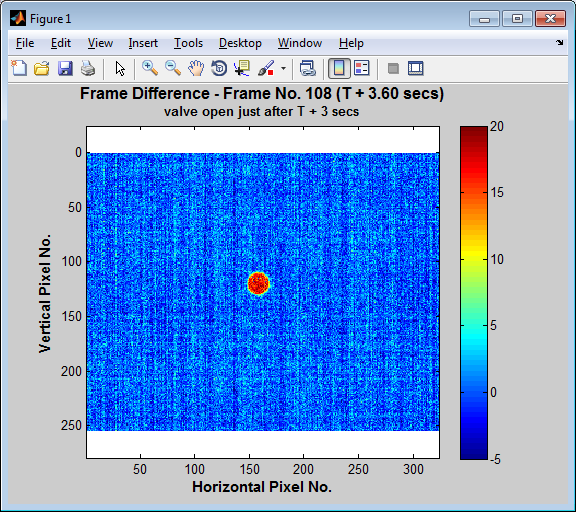 Figure 1
File Edit View Insert Tools Desktop Window Help
Frame Difference - Frame No. 108 (T + 3.60 secs)
valve open just after T + 3 secs
Vertical Pixel No.
0
50
100
150
200
250
50 100 150 200 250 300
Horizontal Pixel No.
20
15
10
5
0
-5